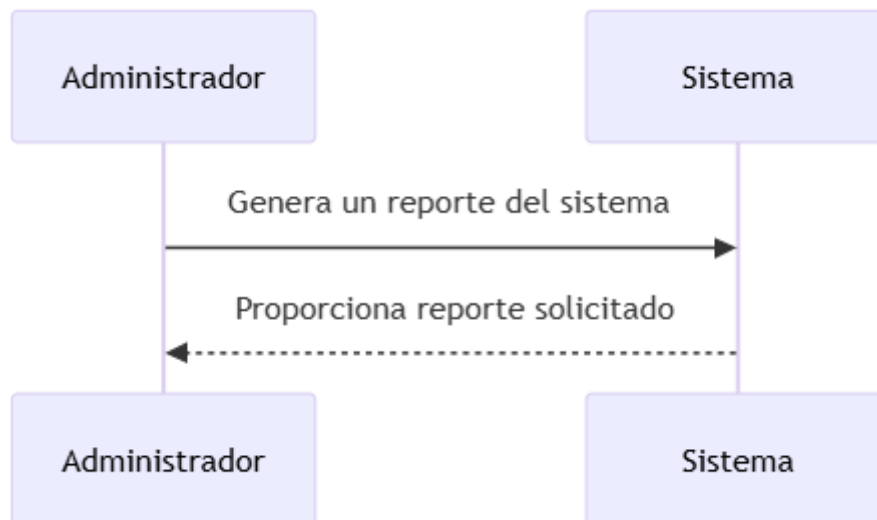 Administrador
Sistema
Genera un reporte del sistema
Proporciona reporte solicitado
Administrador
Sistema